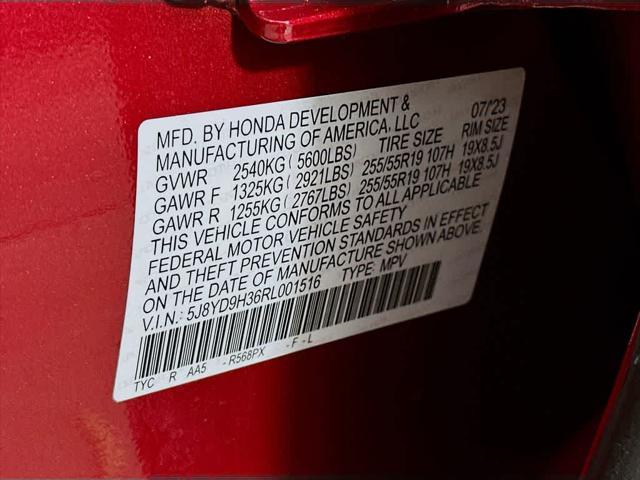 MFD. BY HONDA DEVELOPMENT & 07/'23
MANUFACTURING OF AMERICA, LLC
TIRE SIZE RIM SIZE
GVWR 2540KG ( 5600LBS)
GAWR F 1325KG ( 2921LBS) 255/55R19 107H 19X8.5J
GAWR R 1255KG ( 2767LBS) 255/55R19 107H 19X8.5J
THIS VEHICLE CONFORMS TO ALL APPLICABLE
FEDERAL MOTOR VEHICLE SAFETY
AND THEFT PREVENTION STANDARDS IN EFFECT
ON THE DATE OF MANUFACTURE SHOWN ABOVE.
V.I.N.: 5J8YD9H36RL001516 TYPE: MPV
TYC R AA5 -R568PX -F-L